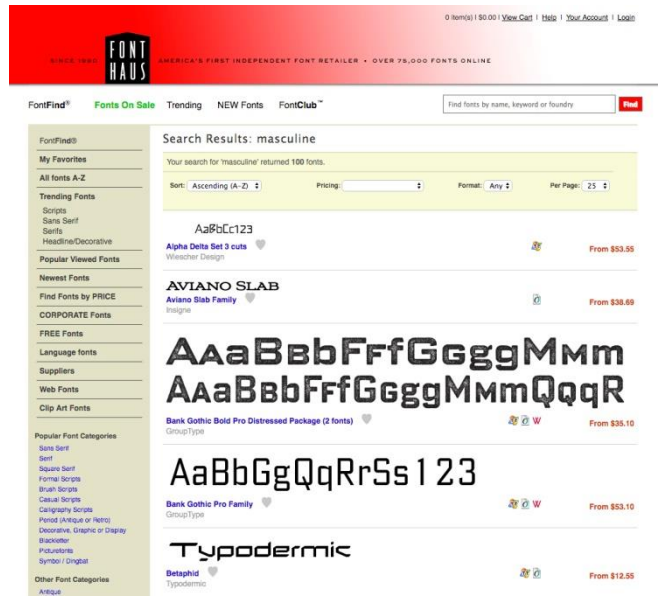 0 item(s) | $0.00 | View Cart | Help | Your Account | Login
SINCE 1990 FONT HAUS AMERICA'S FIRST INDEPENDENT FONT RETAILER • OVER 75,000 FONTS ONLINE
FontFind® Fonts On Sale Trending NEW Fonts FontClub™ Find fonts by name, keyword or foundry Find
FontFind®
My Favorites
All fonts A-Z
Trending Fonts
Scripts
Sans Serif
Serifs
Headline/Decorative
Popular Viewed Fonts
Newest Fonts
Find Fonts by PRICE
CORPORATE Fonts
FREE Fonts
Language fonts
Suppliers
Web Fonts
Clip Art Fonts
Popular Font Categories
Sans Serif
Serif
Square Serif
Formal Scripts
Brush Scripts
Casual Scripts
Calligraphy Scripts
Period (Antique or Retro)
Decorative, Graphic or Display
Blackletter
Picturefonts
Symbol / Dingbat
Other Font Categories
Antique
Search Results: masculine
Your search for 'masculine' returned 100 fonts.
Sort: Ascending (A-Z) Pricing: Format: Any Per Page: 25
AaBbCc123
Alpha Delta Set 3 cuts
Wiescher Design
From $53.55
AVIANO SLAB
Aviano Slab Family
Insigne
From $38.69
AAaBBbFFfGGggMMm
AAaBBbFFfGGggMMmQQqR
Bank Gothic Bold Pro Distressed Package (2 fonts)
GroupType
W
From $35.10
AaBbGgQqRrSs123
Bank Gothic Pro Family
GroupType
W
From $53.10
Typodermic
Betaphid
Typodermic
From $12.55